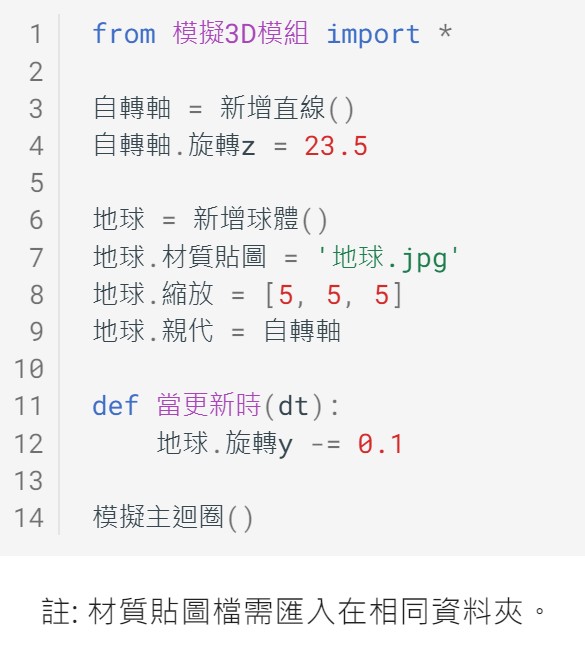 1 from 模擬3D模組 import *
2
3 自轉軸 = 新增直線()
4 自轉軸.旋轉z = 23.5
5
6 地球 = 新增球體()
7 地球.材質貼圖 = '地球.jpg'
8 地球.縮放 = [5, 5, 5]
9 地球.親代 = 自轉軸
10
11 def 當更新時(dt):
12     地球.旋轉y -= 0.1
13
14 模擬主迴圈()
註: 材質貼圖檔需匯入在相同資料夾。